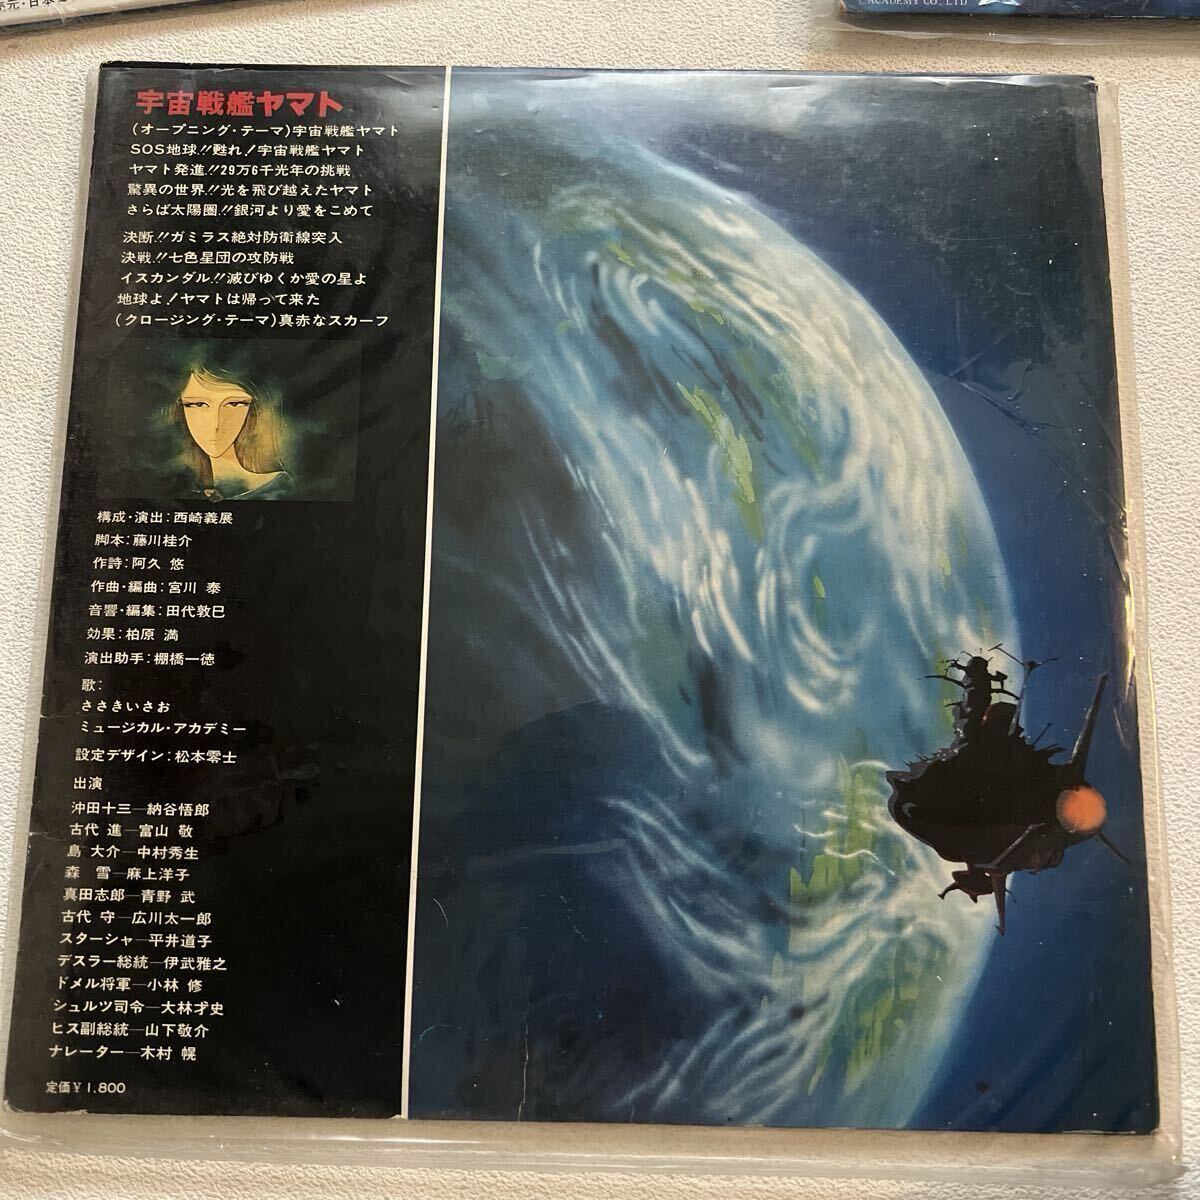 ©ACADEMY CO., LTD
宇宙戦艦ヤマト
(オープニング・テーマ)宇宙戦艦ヤマト
SOS地球!!甦れ!宇宙戦艦ヤマト
ヤマト発進!!29万6千光年の挑戦
驚異の世界!!光を飛び越えたヤマト
さらば太陽圏!!銀河より愛をこめて
決断!!ガミラス絶対防衛線突入
決戦!!七色星団の攻防戦
イスカンダル!!滅びゆくか愛の星よ
地球よ!ヤマトは帰って来た
(クロージング・テーマ)真赤なスカーフ
構成・演出:西崎義展
脚本:藤川桂介
作詩:阿久 悠
作曲・編曲:宮川 泰
音響・編集:田代敦巳
効果:柏原 満
演出助手:棚橋一徳
歌:
ささきいさお
ミュージカル・アカデミー
設定デザイン:松本零士
出演
沖田十三—納谷悟郎
古代 進—富山 敬
島 大介—中村秀生
森 雪—麻上洋子
真田志郎—青野 武
古代 守—広川太一郎
スターシャ—平井道子
デスラー総統—伊武雅之
ドメル将軍—小林 修
シュルツ司令—大林才史
ヒス副総統—山下敬介
ナレーター—木村 幌
定価¥1,800